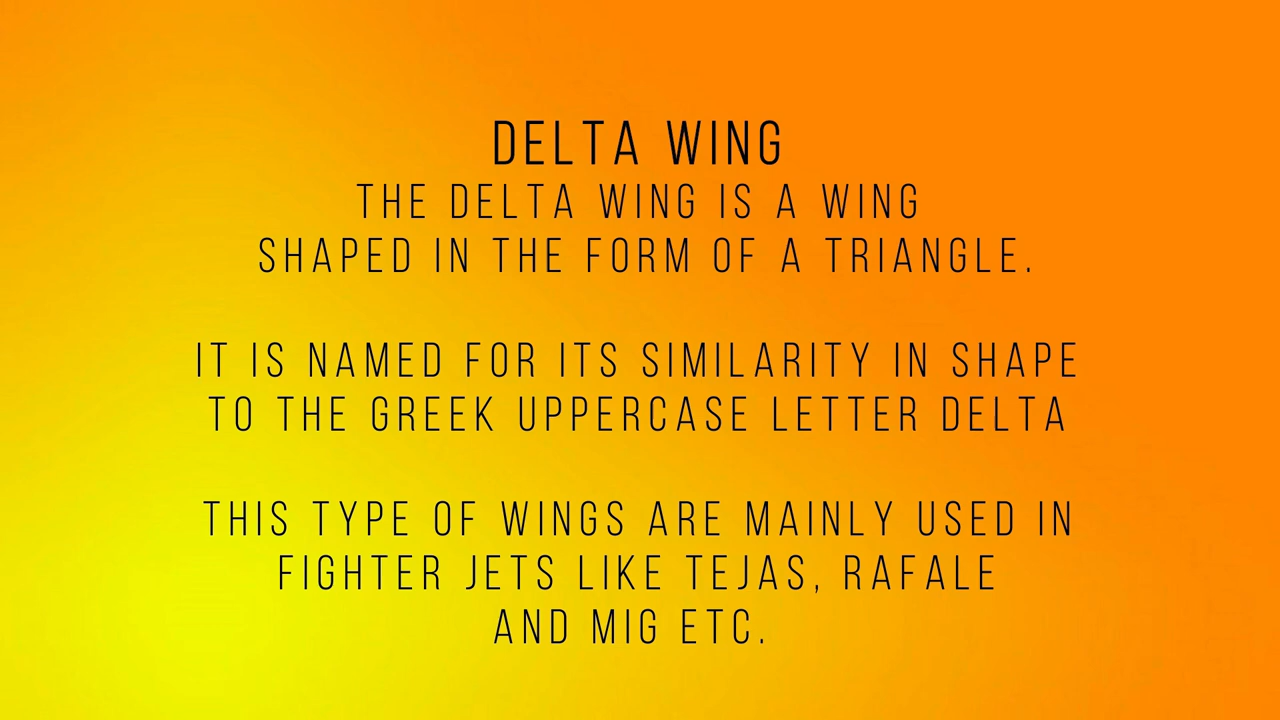 DELTA WING
THE DELTA WING IS A WING
SHAPED IN THE FORM OF A TRIANGLE.
IT IS NAMED FOR ITS SIMILARITY IN SHAPE
TO THE GREEK UPPERCASE LETTER DELTA
THIS TYPE OF WINGS ARE MAINLY USED IN
FIGHTER JETS LIKE TEJAS, RAFALE
AND MIG ETC.